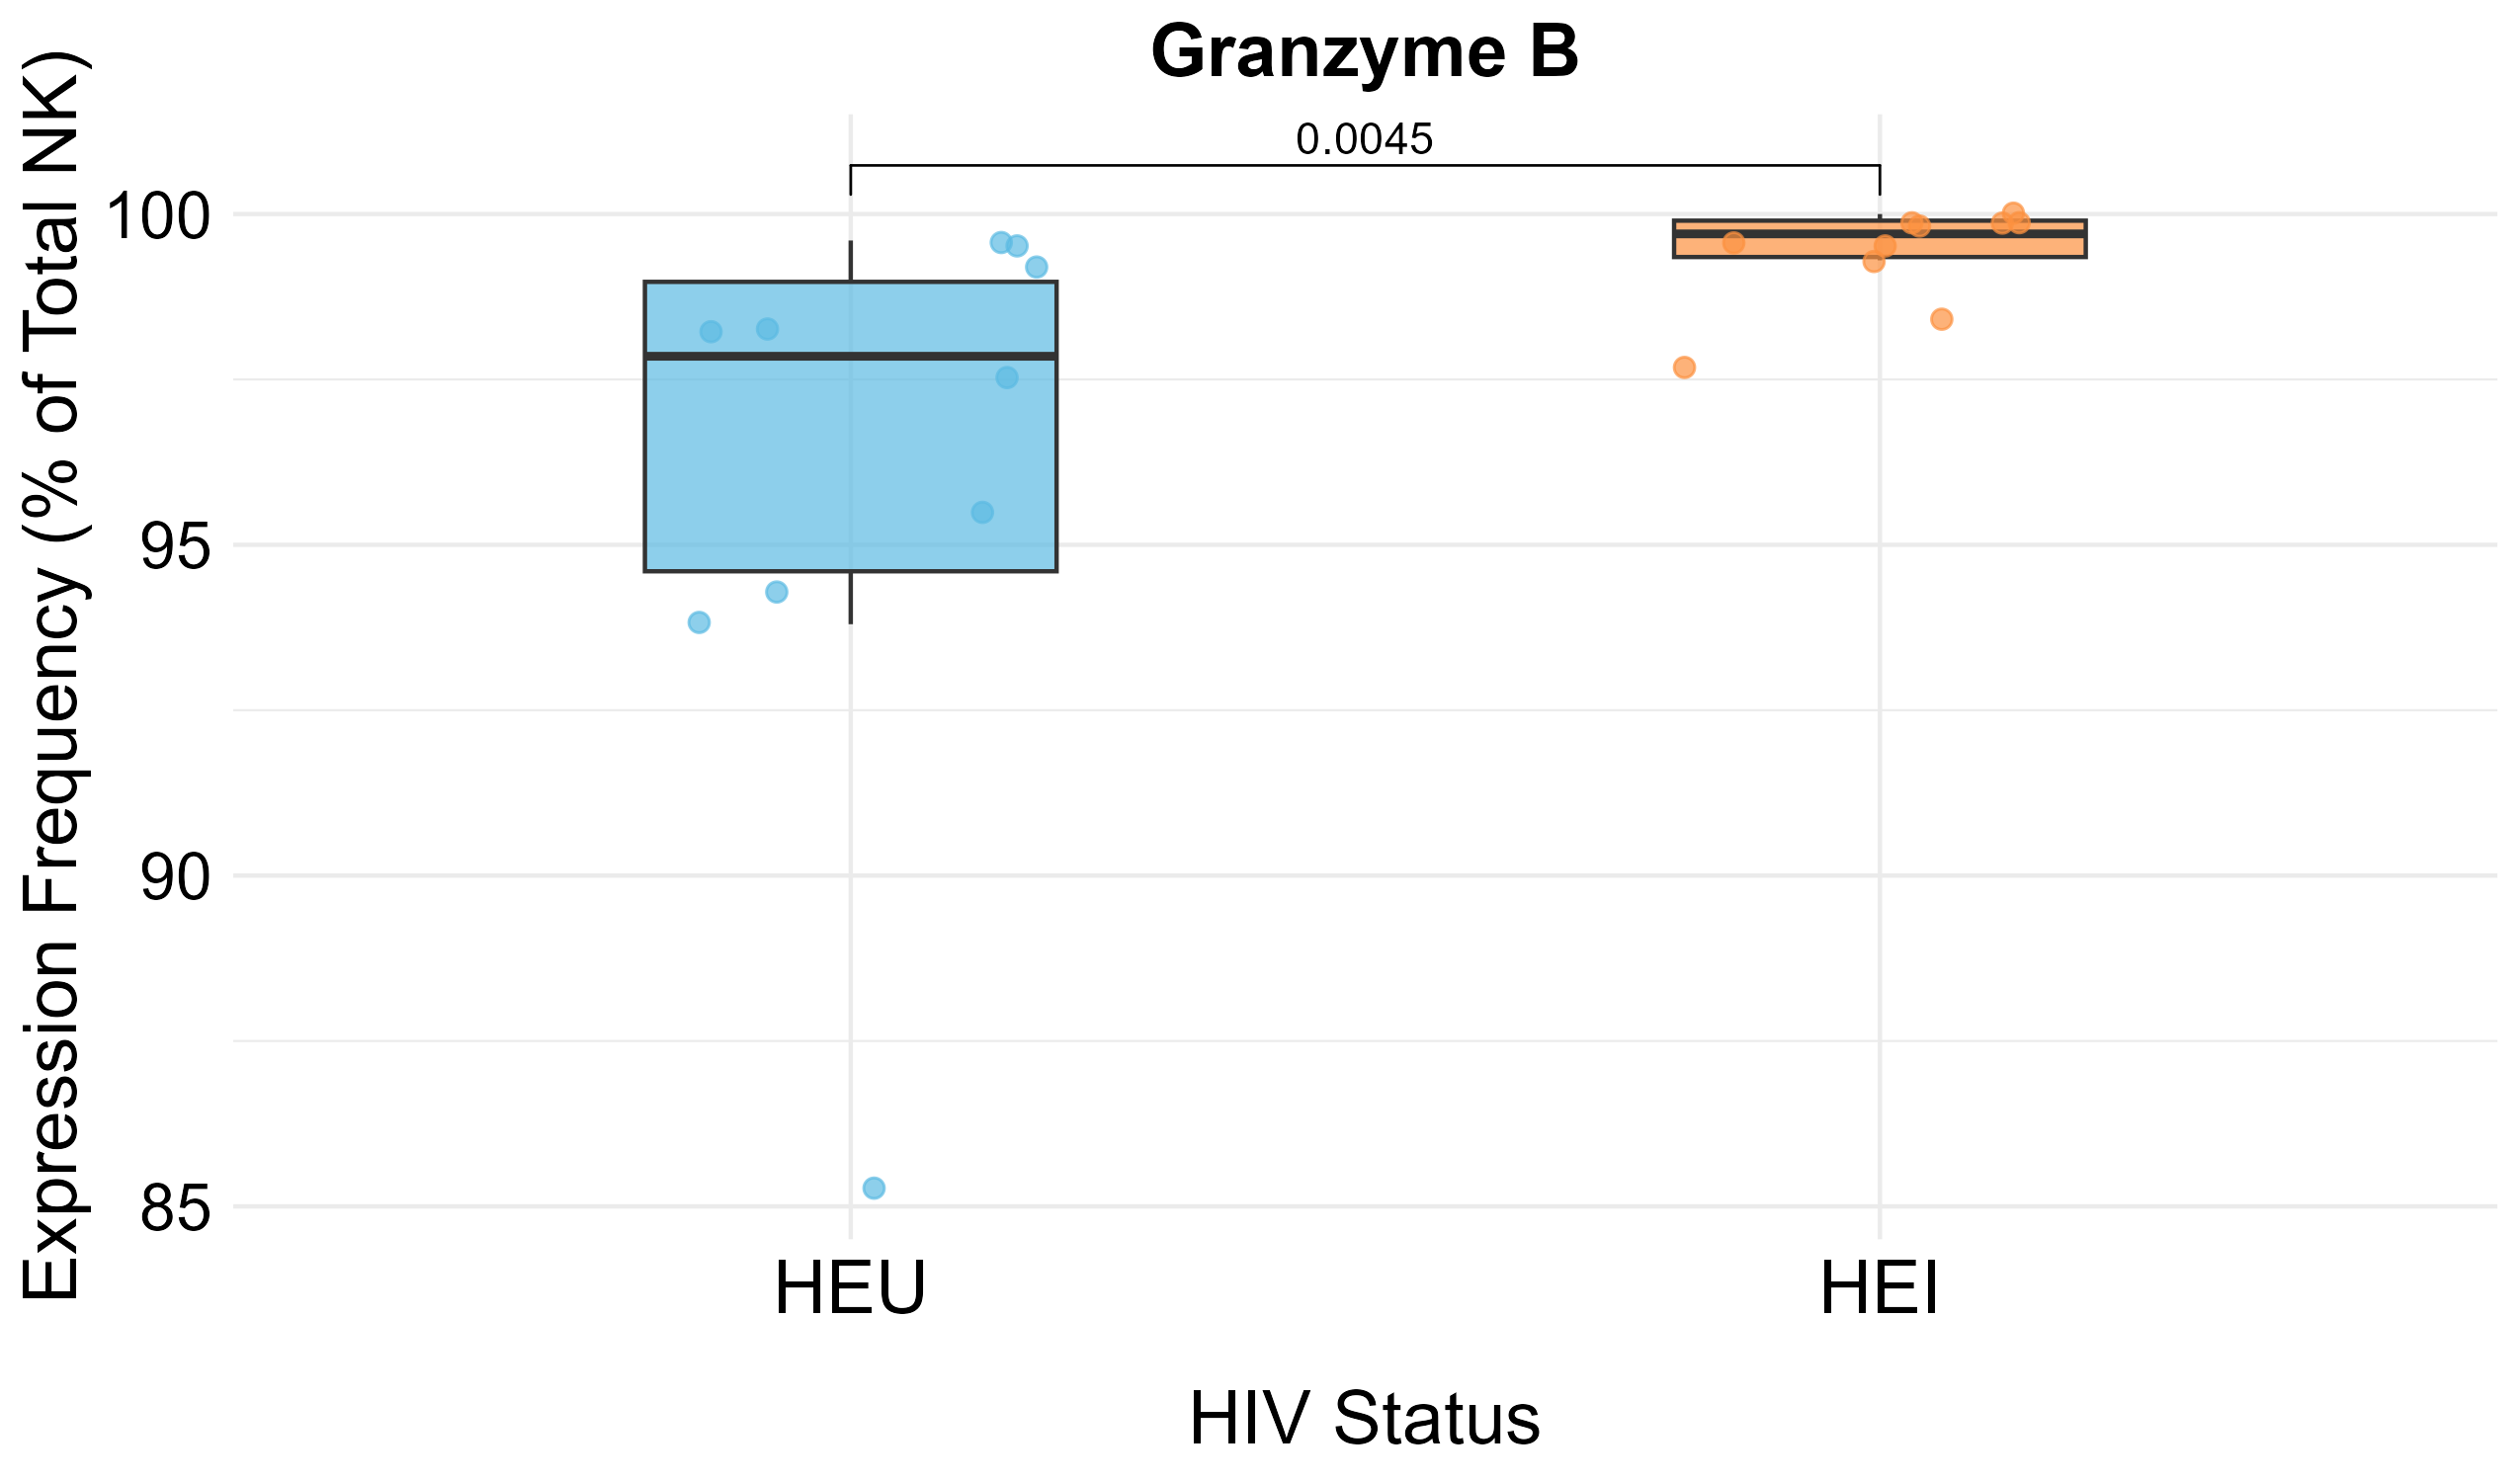 Granzyme B
0.0045
Expression Frequency (% of Total NK)
100
95
90
85
HEU
HEI
HIV Status